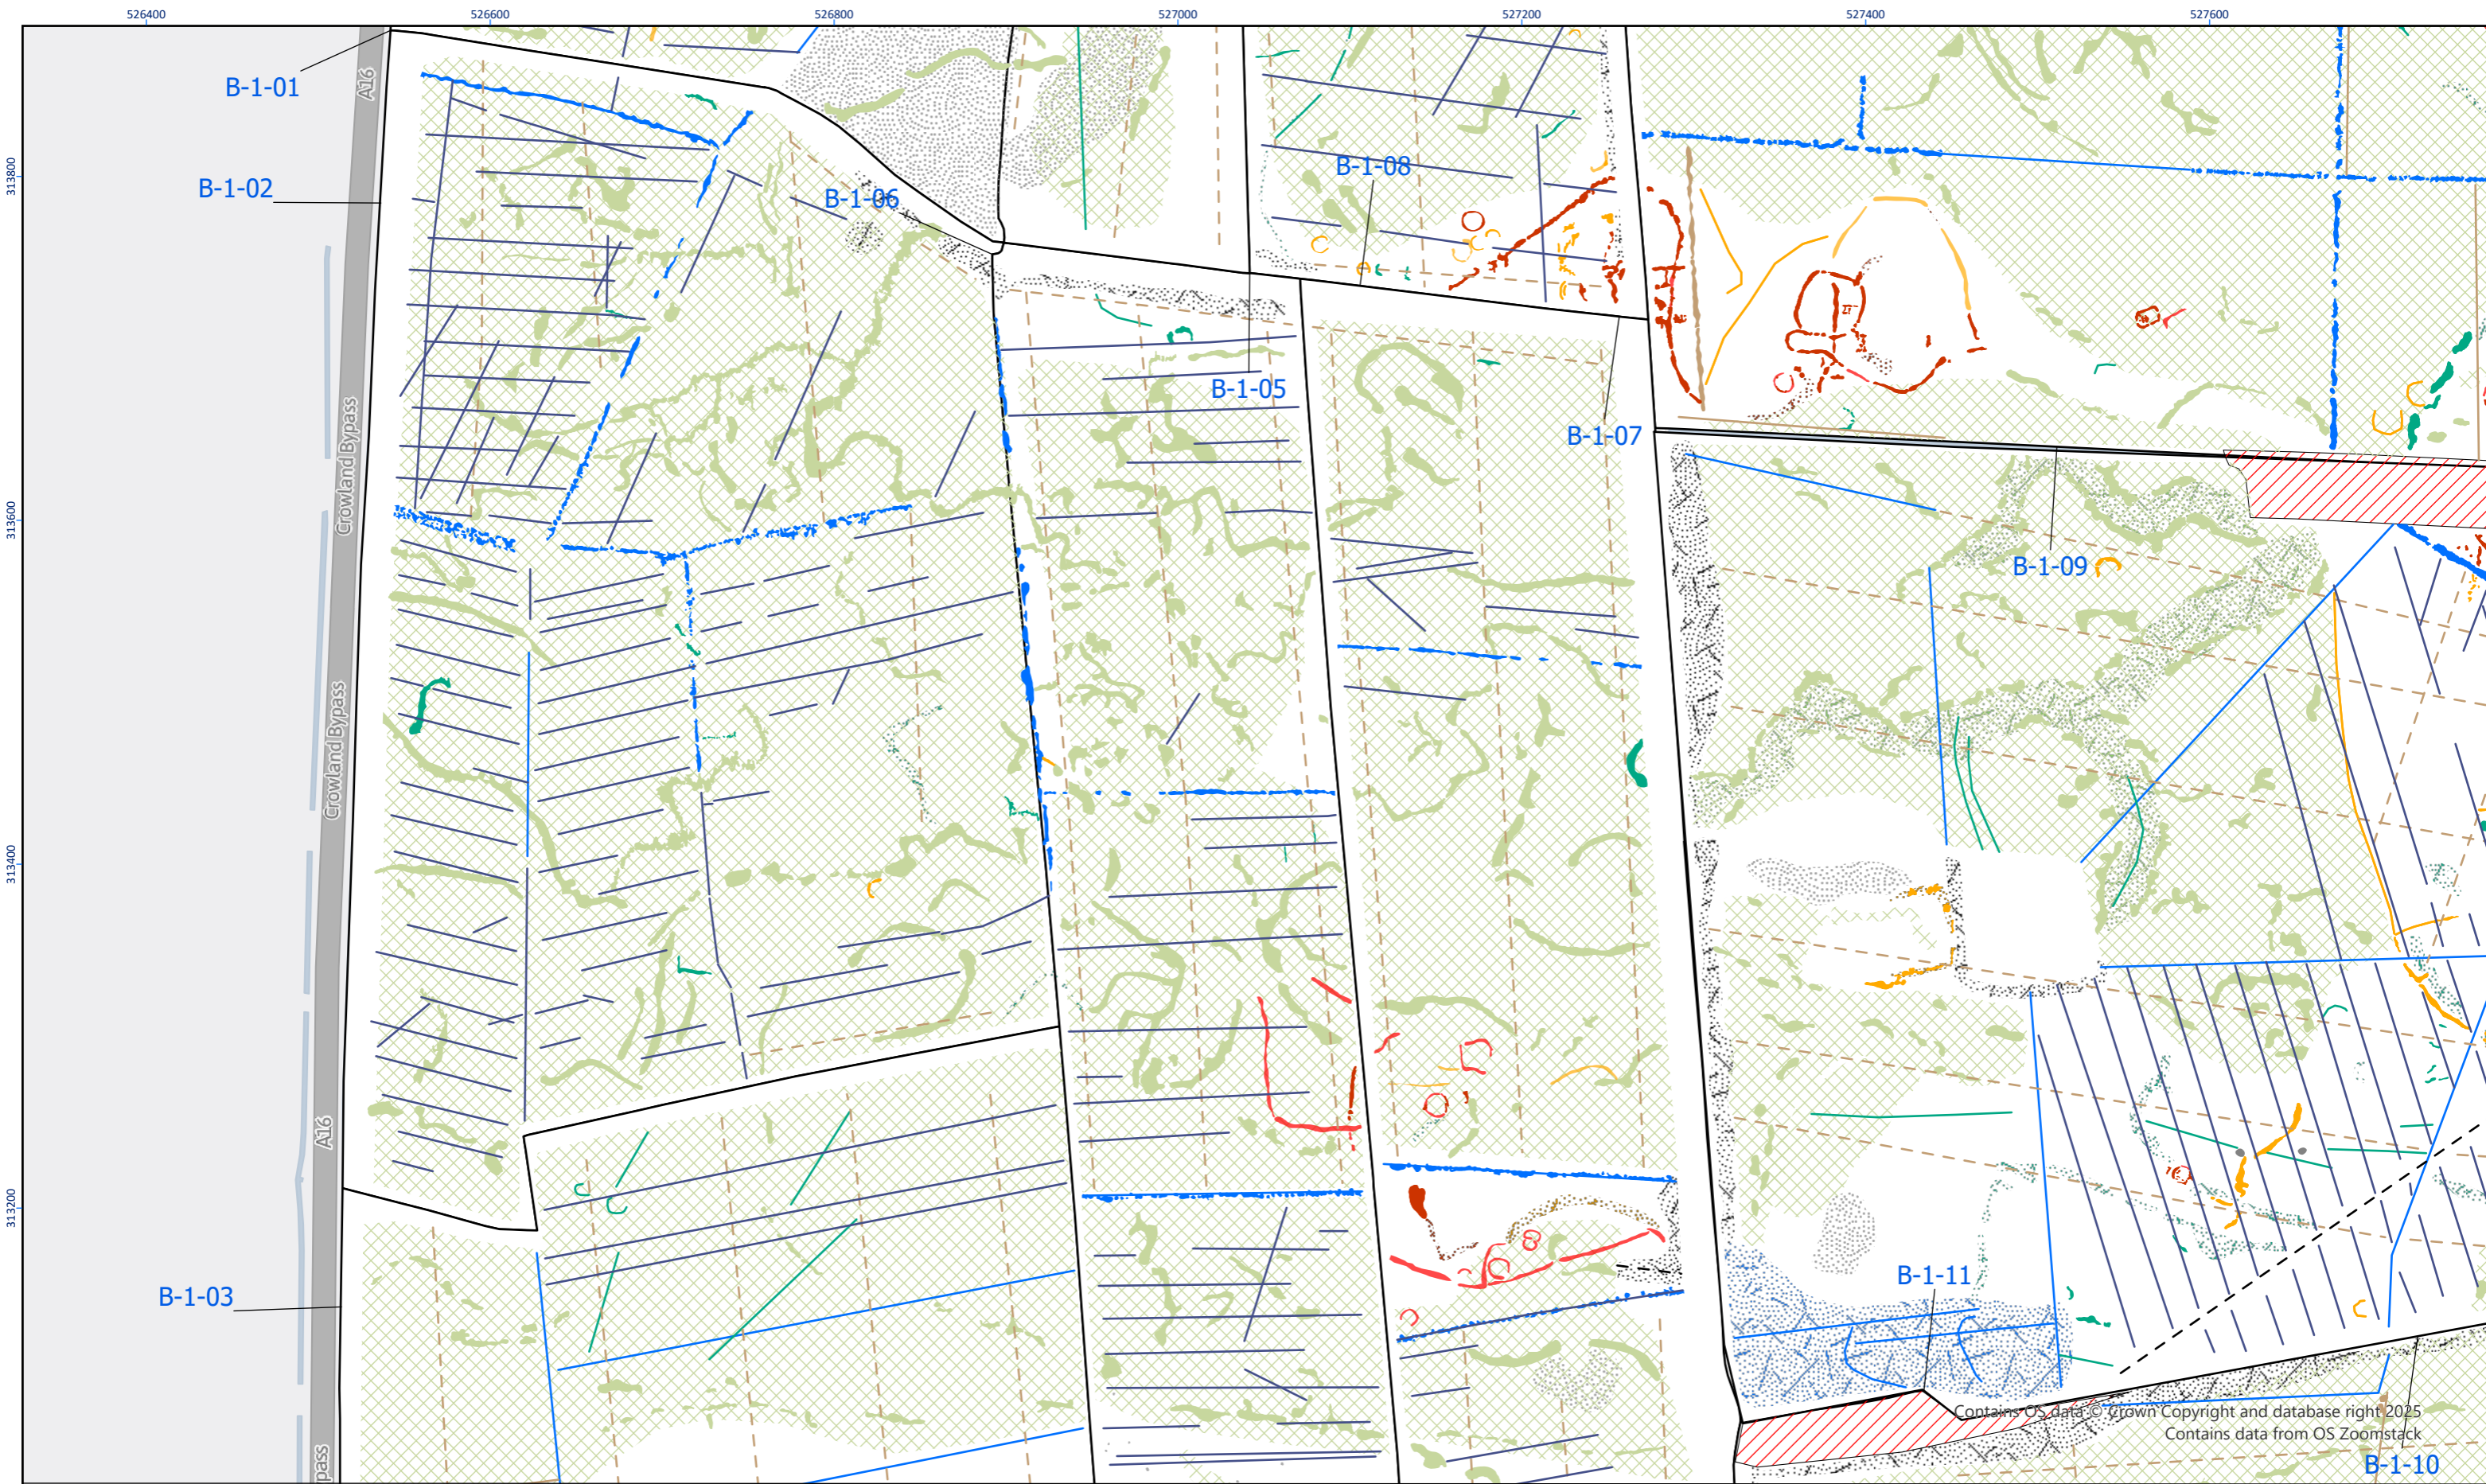 526400
526600
526800
527000
527200
527400
527600
313800
313600
313400
313200
A16
B-1-01
B-1-02
B-1-06
B-1-08
B-1-05
B-1-07
B-1-09
Crowland Bypass
Crowland Bypass
A16
B-1-03
B-1-11
B-1-10
pass
Contains OS data © Crown Copyright and database right 2025
Contains data from OS Zoomstack